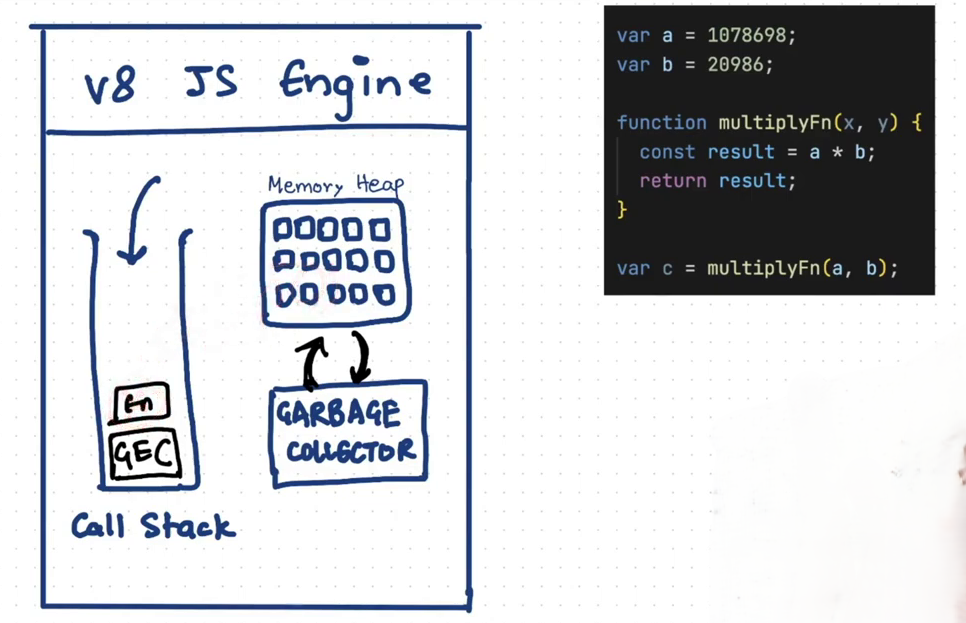 v8 JS Engine
Memory Heap
Fn
GEC
Call Stack
GARBAGE
COLLECTOR
var a = 1078698;
var b = 20986;
function multiplyFn(x, y) {
const result = a * b;
return result;
}
var c = multiplyFn(a, b);